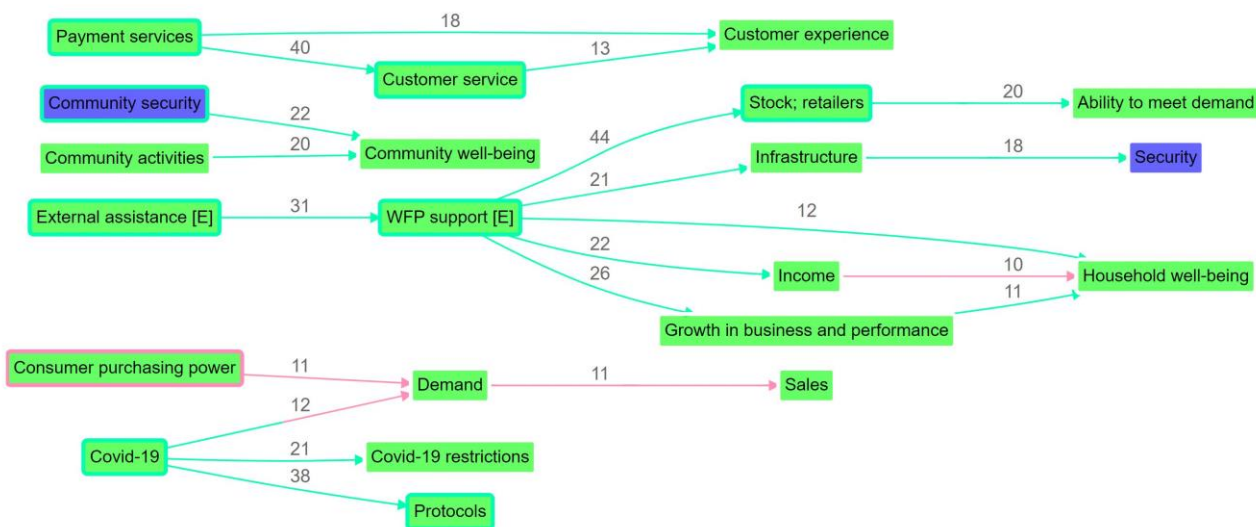 18
Payment services
Customer experience
40
13
Customer service
Community security
Stock; retailers
20
Ability to meet demand
22
44
Community activities
20
Community well-being
Infrastructure
18
Security
21
External assistance [E]
31
WFP support [E]
12
22
Income
10
Household well-being
26
11
Growth in business and performance
Consumer purchasing power
11
Demand
11
Sales
12
Covid-19
21
Covid-19 restrictions
38
Protocols